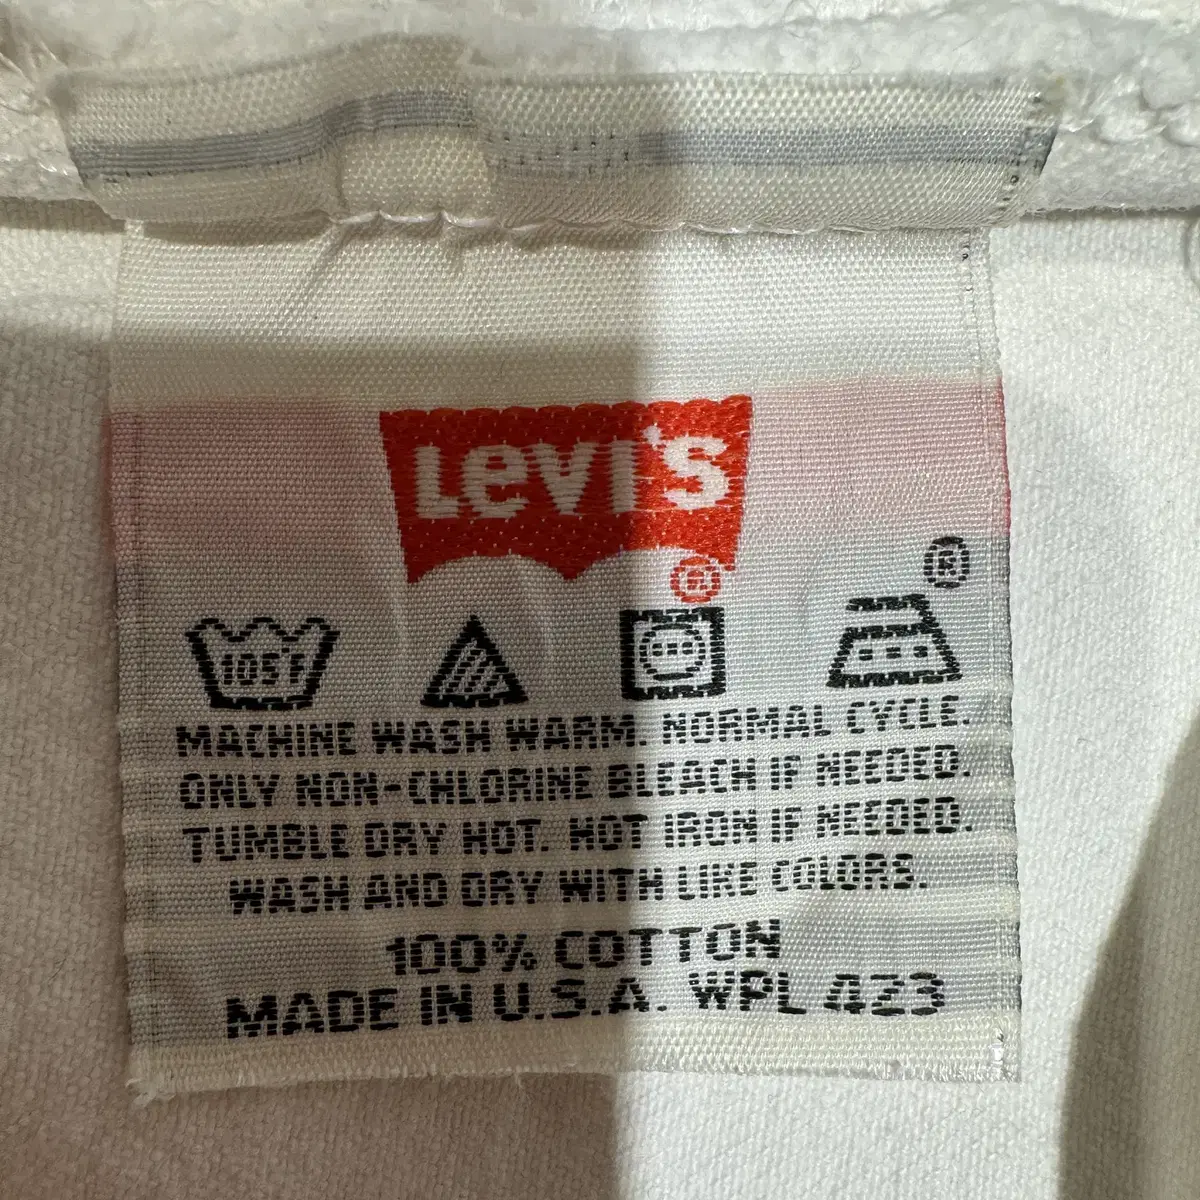 LEVI'S
®
®
105°F
MACHINE WASH WARM. NORMAL CYCLE.
ONLY NON-CHLORINE BLEACH IF NEEDED.
TUMBLE DRY HOT. HOT IRON IF NEEDED.
WASH AND DRY WITH LIKE COLORS.
100% COTTON
MADE IN U.S.A. WPL 423